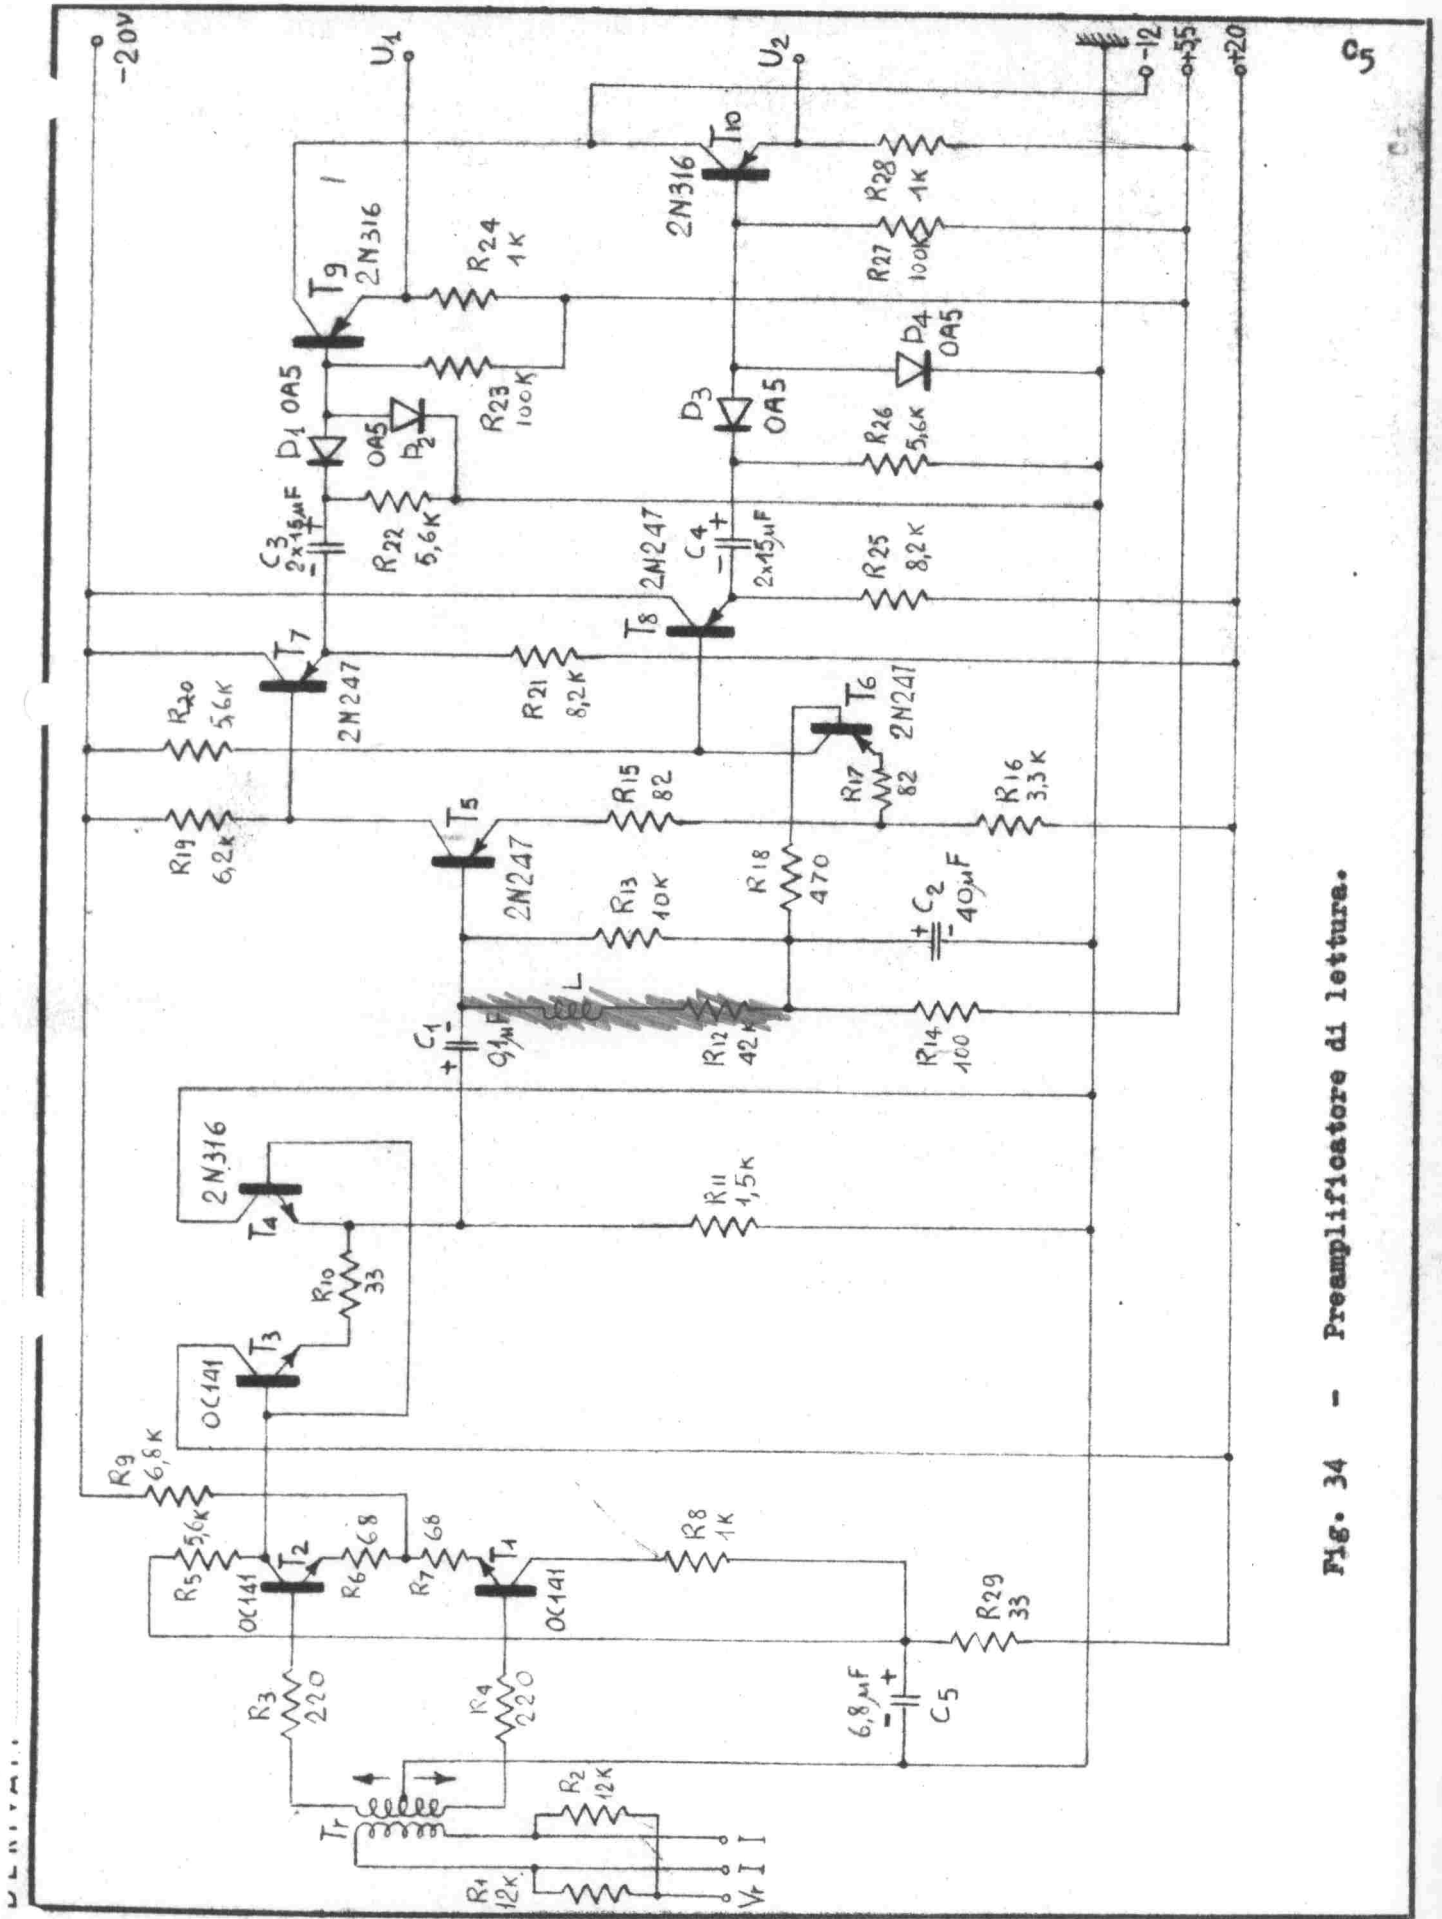 -20V
U1
U2
-12
+5,5
+20
C5
T10
2N316
R28
1K
R27
100K
T9
2N316
R24
1K
R23
100K
D1 OA5
OA5
D2
D3
OA5
D4
OA5
R26
5,6K
C3
2x15µF
+
-
R22
5,6K
C4
2x15µF
+
-
R25
8,2K
T8
2N247
T7
2N247
R21
8,2K
R20
5,6K
R19
6,2K
T6
2N247
R17
82
R16
3,3K
R15
82
T5
2N247
R18
470
R13
10K
C2
40µF
+
-
L
R12
42K
R14
100
C1
0,1µF
+
-
2N316
T4
R11
1,5K
R10
33
OC141
T3
R9
6,8K
R5
5,6K
T2
OC141
R6
68
R7
68
T1
OC141
R8
1K
R29
33
6,8µF
-
+
C5
R3
220
R4
220
Tr
R2
12K
R1
12K
Vr I I
Fig. 34 - Preamplificatore di lettura.